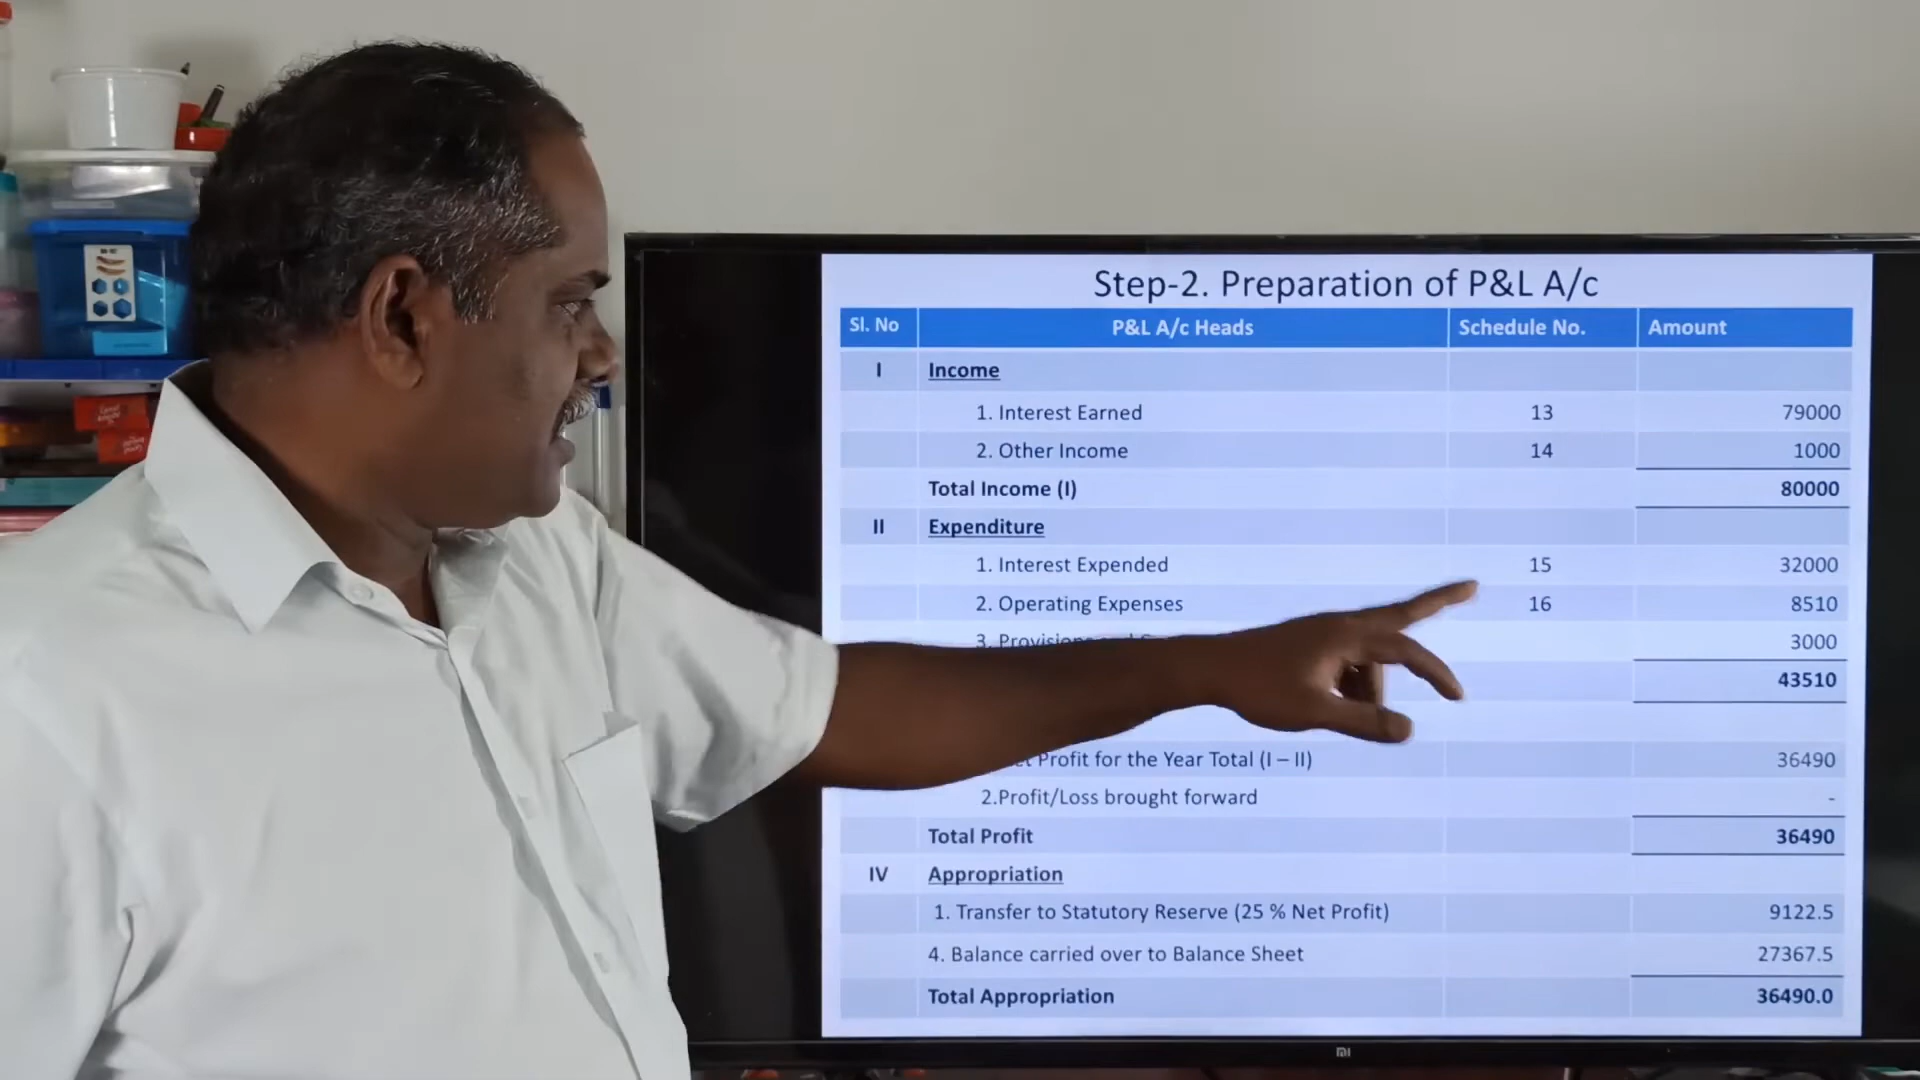 Step-2. Preparation of P&L A/c
Sl. No P&L A/c Heads Schedule No. Amount
I Income
1. Interest Earned 13 79000
2. Other Income 14 1000
Total Income (I) 80000
II Expenditure
1. Interest Expended 15 32000
2. Operating Expenses 16 8510
3. 3000
43510
Profit for the Year Total (I – II) 36490
2.Profit/Loss brought forward -
Total Profit 36490
IV Appropriation
1. Transfer to Statutory Reserve (25 % Net Profit) 9122.5
4. Balance carried over to Balance Sheet 27367.5
Total Appropriation 36490.0
mi